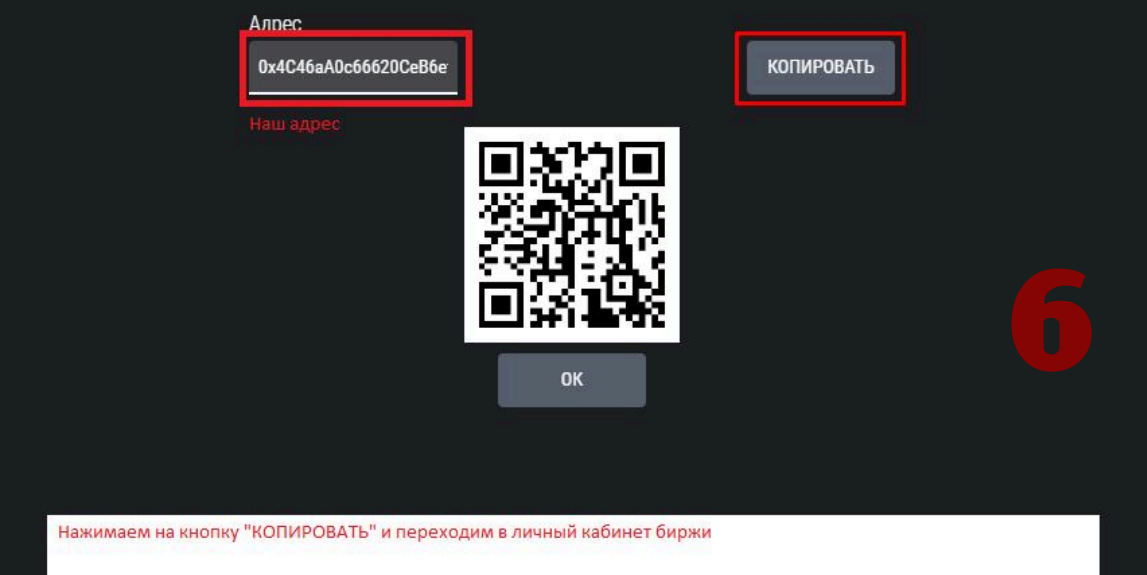 Адрес
0x4C46aA0c66620CeB6e
КОПИРОВАТЬ
Наш адрес
OK
6
Нажимаем на кнопку "КОПИРОВАТЬ" и переходим в личный кабинет биржи